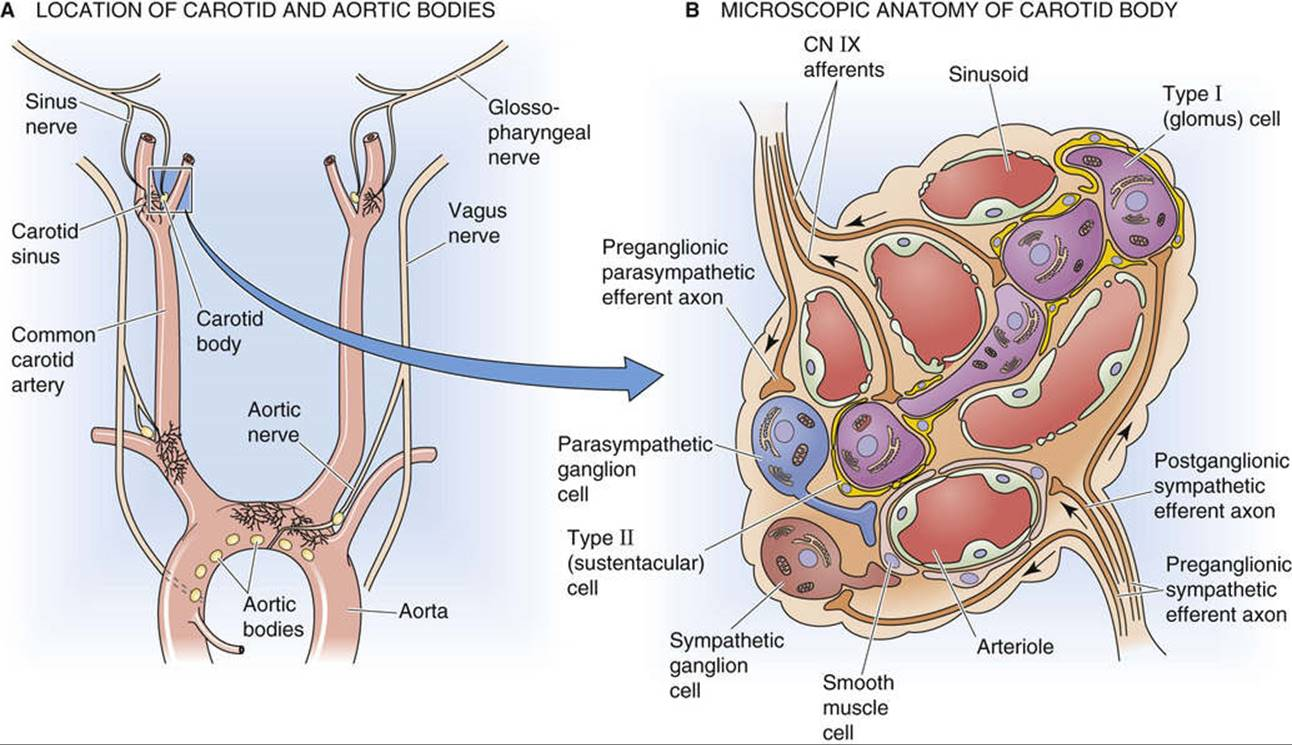 A LOCATION OF CAROTID AND AORTIC BODIES
Sinus
nerve
Glosso-
pharyngeal
nerve
Carotid
sinus
Vagus
nerve
Common
carotid
artery
Carotid
body
Aortic
nerve
Aortic
bodies
Aorta
B MICROSCOPIC ANATOMY OF CAROTID BODY
CN IX
afferents
Sinusoid
Type I
(glomus) cell
Preganglionic
parasympathetic
efferent axon
Parasympathetic
ganglion
cell
Type II
(sustentacular)
cell
Postganglionic
sympathetic
efferent axon
Preganglionic
sympathetic
efferent axon
Sympathetic
ganglion
cell
Smooth
muscle
cell
Arteriole